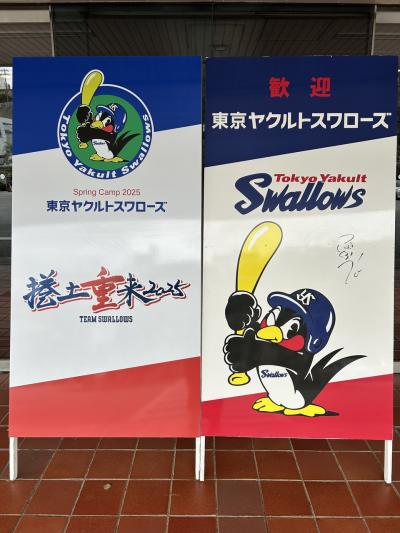 Tokyo Yakult Swallows
Spring Camp 2025
東京ヤクルトスワローズ
捲土重来2025
TEAM SWALLOWS
歓迎
東京ヤクルトスワローズ
Tokyo Yakult
Swallows
YS
Swallows